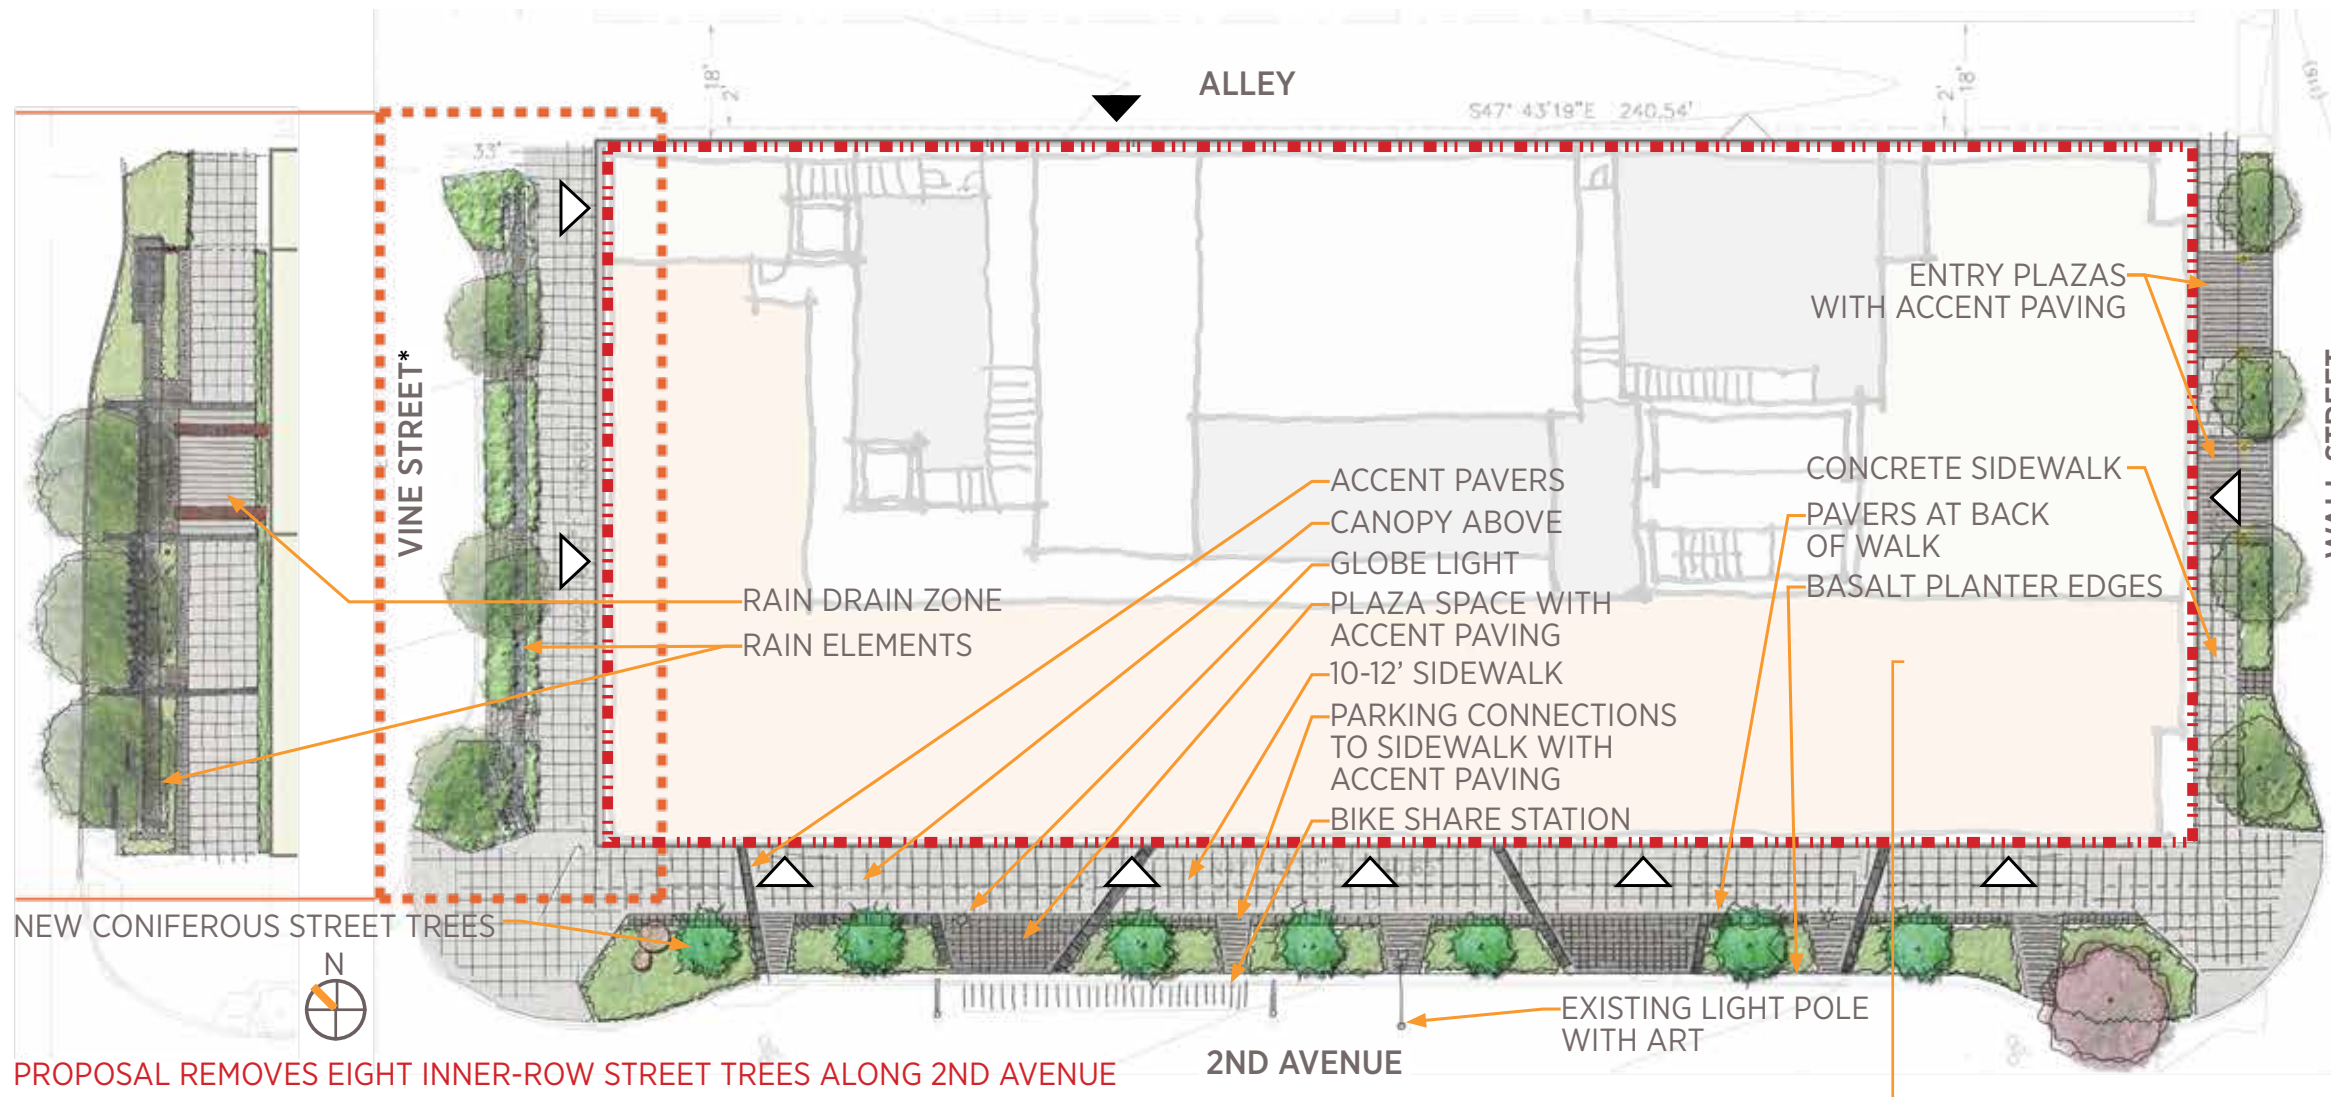 ALLEY
18'
2'
S47° 43'19"E 240.54'
2'
18'
33'
VINE STREET*
ENTRY PLAZAS
WITH ACCENT PAVING
CONCRETE SIDEWALK
PAVERS AT BACK
OF WALK
BASALT PLANTER EDGES
WALL STREET
ACCENT PAVERS
CANOPY ABOVE
GLOBE LIGHT
PLAZA SPACE WITH
ACCENT PAVING
10-12' SIDEWALK
PARKING CONNECTIONS
TO SIDEWALK WITH
ACCENT PAVING
BIKE SHARE STATION
RAIN DRAIN ZONE
RAIN ELEMENTS
NEW CONIFEROUS STREET TREES
N
EXISTING LIGHT POLE
WITH ART
2ND AVENUE
PROPOSAL REMOVES EIGHT INNER-ROW STREET TREES ALONG 2ND AVENUE